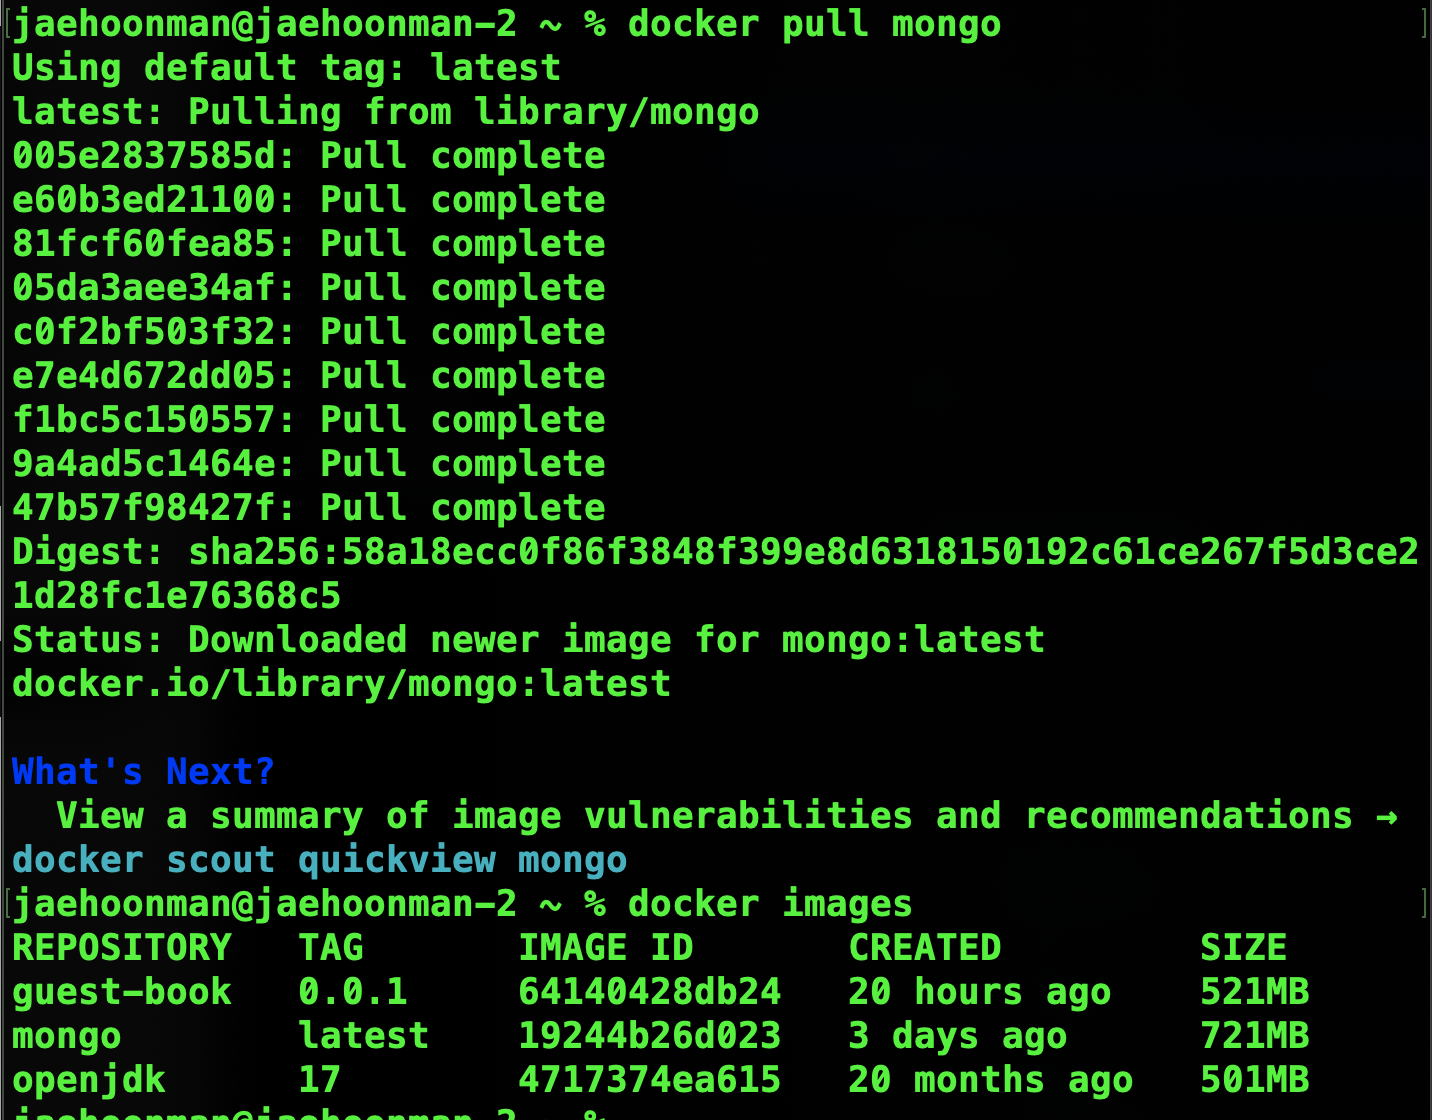 jaehoonman@jaehoonman-2 ~ % docker pull mongo
Using default tag: latest
latest: Pulling from library/mongo
005e2837585d: Pull complete
e60b3ed21100: Pull complete
81fcf60fea85: Pull complete
05da3aee34af: Pull complete
c0f2bf503f32: Pull complete
e7e4d672dd05: Pull complete
f1bc5c150557: Pull complete
9a4ad5c1464e: Pull complete
47b57f98427f: Pull complete
Digest: sha256:58a18ecc0f86f3848f399e8d6318150192c61ce267f5d3ce2
1d28fc1e76368c5
Status: Downloaded newer image for mongo:latest
docker.io/library/mongo:latest
What's Next?
  View a summary of image vulnerabilities and recommendations →
docker scout quickview mongo
jaehoonman@jaehoonman-2 ~ % docker images
REPOSITORY   TAG       IMAGE ID       CREATED         SIZE
guest-book   0.0.1     64140428db24   20 hours ago    521MB
mongo        latest    19244b26d023   3 days ago      721MB
openjdk      17        4717374ea615   20 months ago   501MB
jaehoonman@jaehoonman-2 ~ %